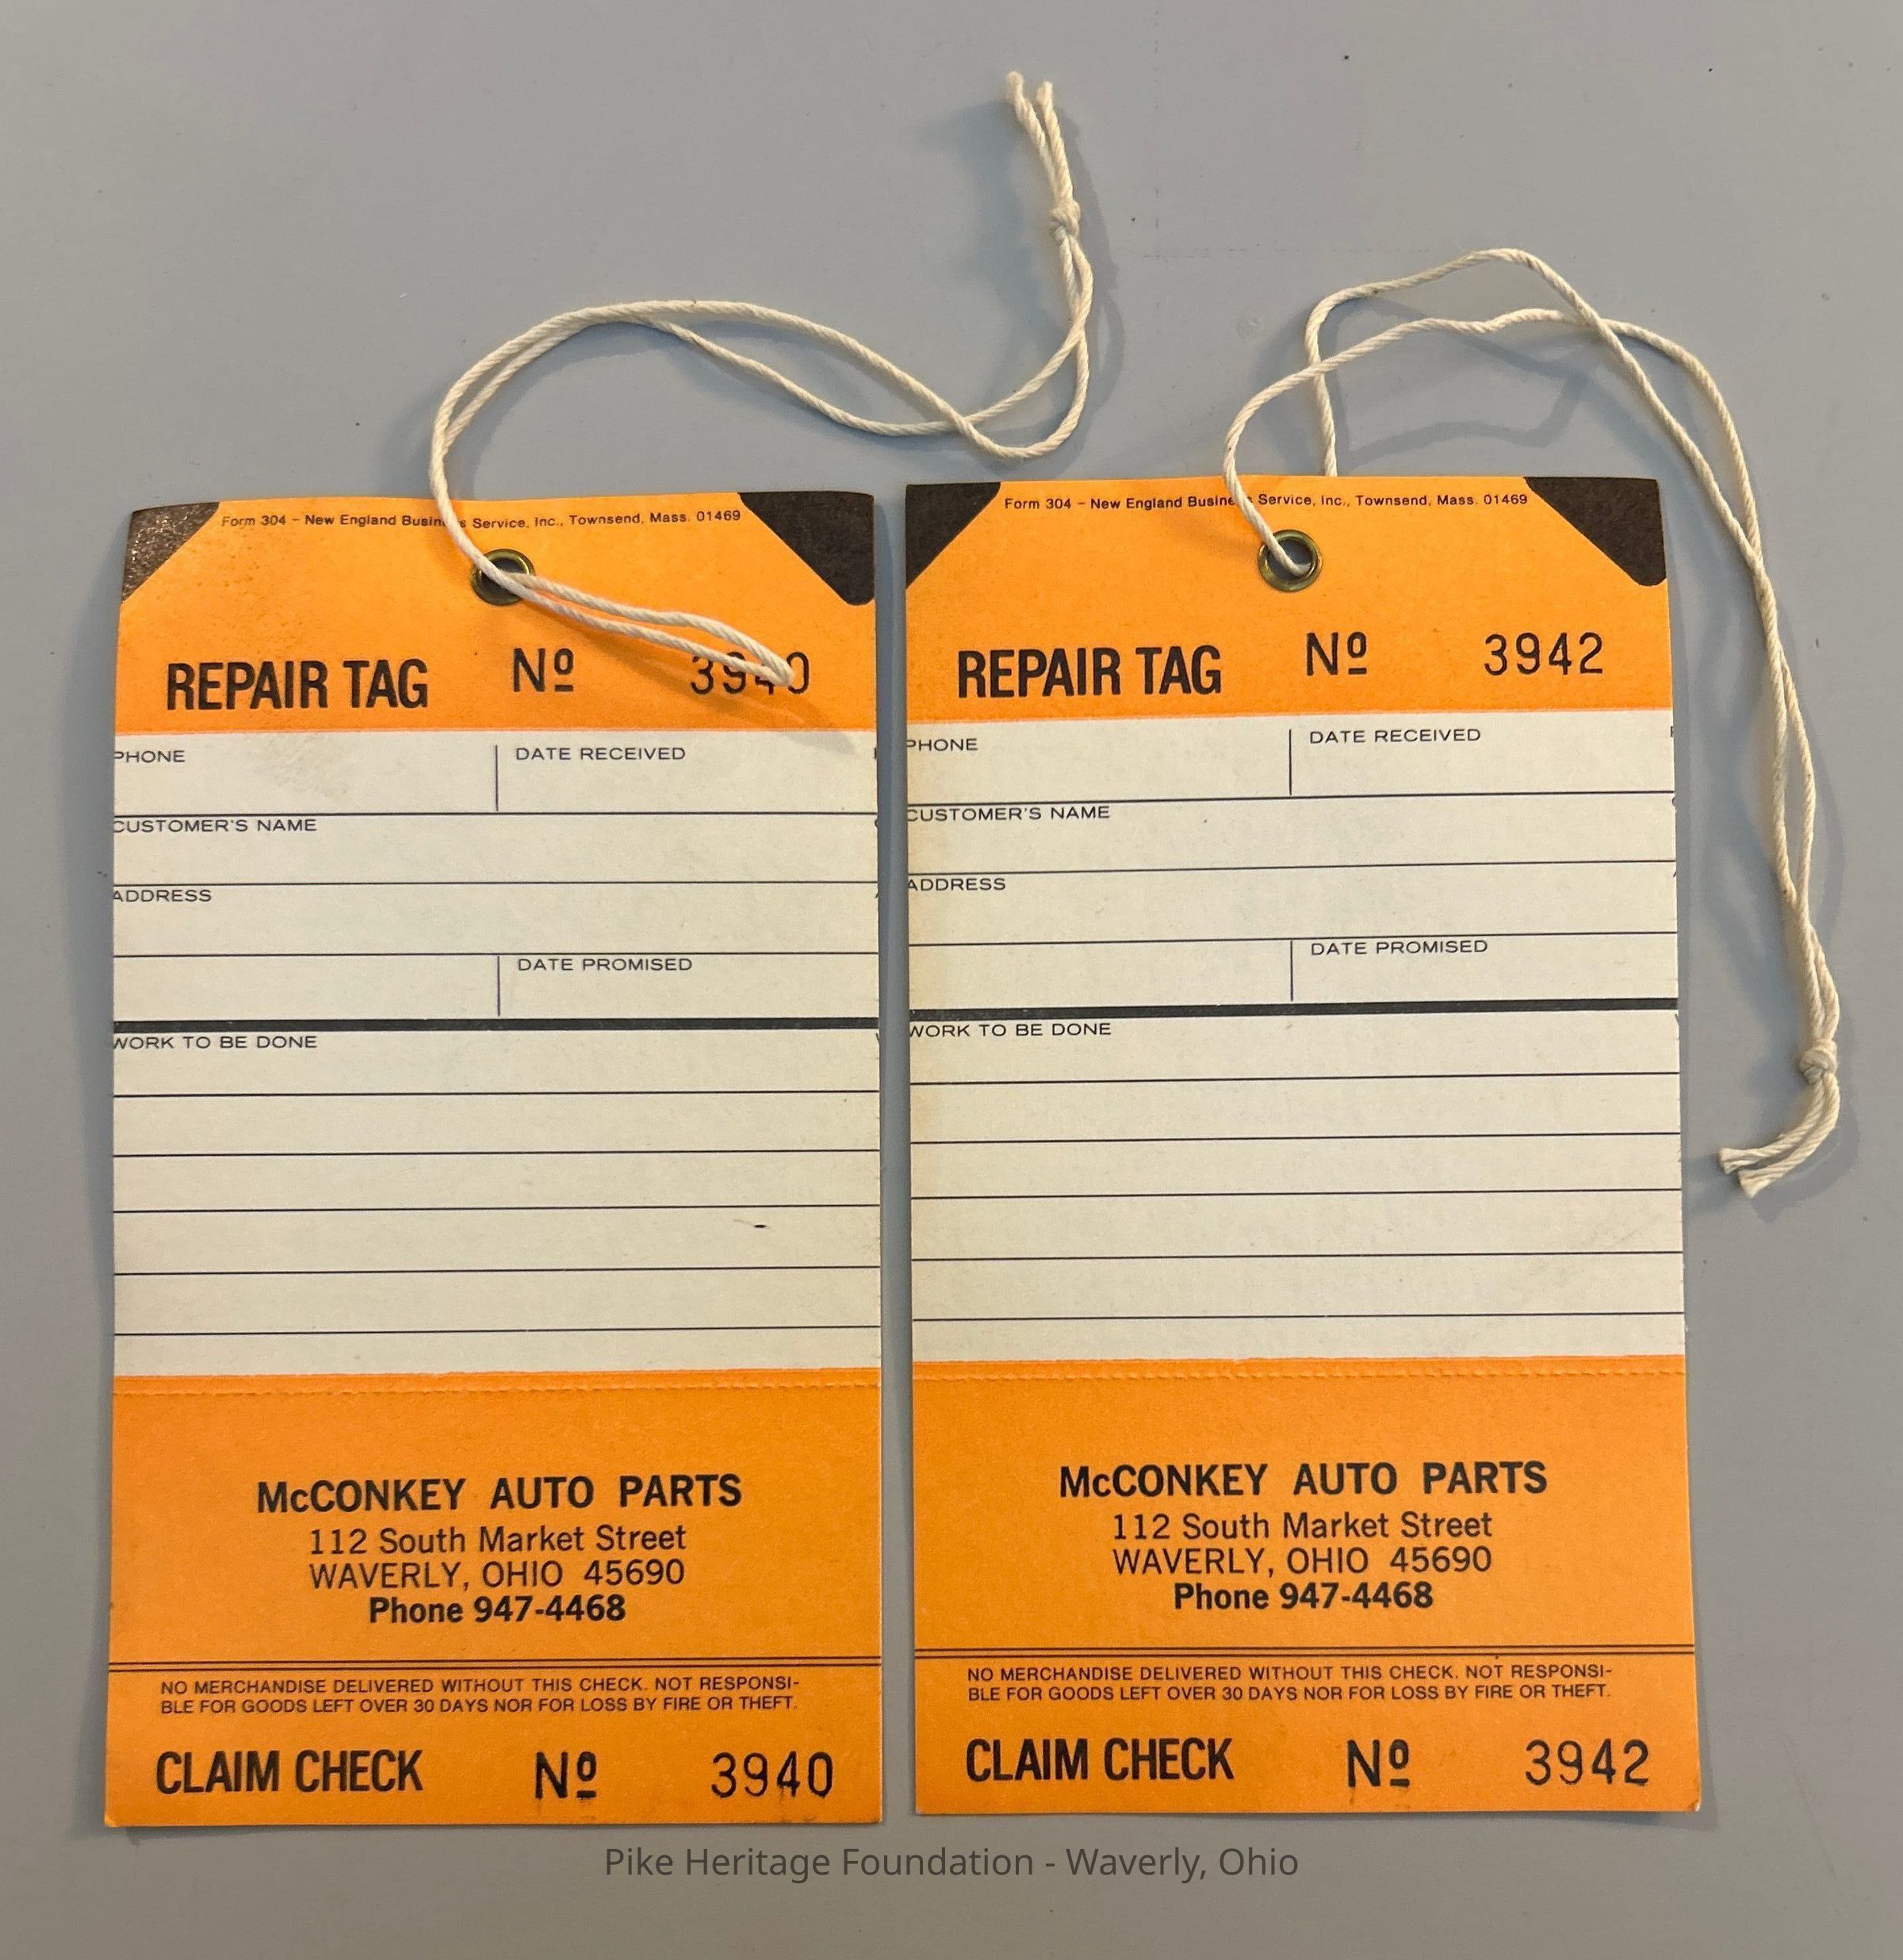 Form 304 – New England Business Service, Inc., Townsend, Mass. 01469
REPAIR TAG Nº 3940
PHONE DATE RECEIVED
CUSTOMER'S NAME
ADDRESS
DATE PROMISED
WORK TO BE DONE
McCONKEY AUTO PARTS
112 South Market Street
WAVERLY, OHIO 45690
Phone 947-4468
NO MERCHANDISE DELIVERED WITHOUT THIS CHECK. NOT RESPONSI-
BLE FOR GOODS LEFT OVER 30 DAYS NOR FOR LOSS BY FIRE OR THEFT.
CLAIM CHECK Nº 3940
Form 304 – New England Business Service, Inc., Townsend, Mass. 01469
REPAIR TAG Nº 3942
PHONE DATE RECEIVED
CUSTOMER'S NAME
ADDRESS
DATE PROMISED
WORK TO BE DONE
McCONKEY AUTO PARTS
112 South Market Street
WAVERLY, OHIO 45690
Phone 947-4468
NO MERCHANDISE DELIVERED WITHOUT THIS CHECK. NOT RESPONSI-
BLE FOR GOODS LEFT OVER 30 DAYS NOR FOR LOSS BY FIRE OR THEFT.
CLAIM CHECK Nº 3942
Pike Heritage Foundation - Waverly, Ohio